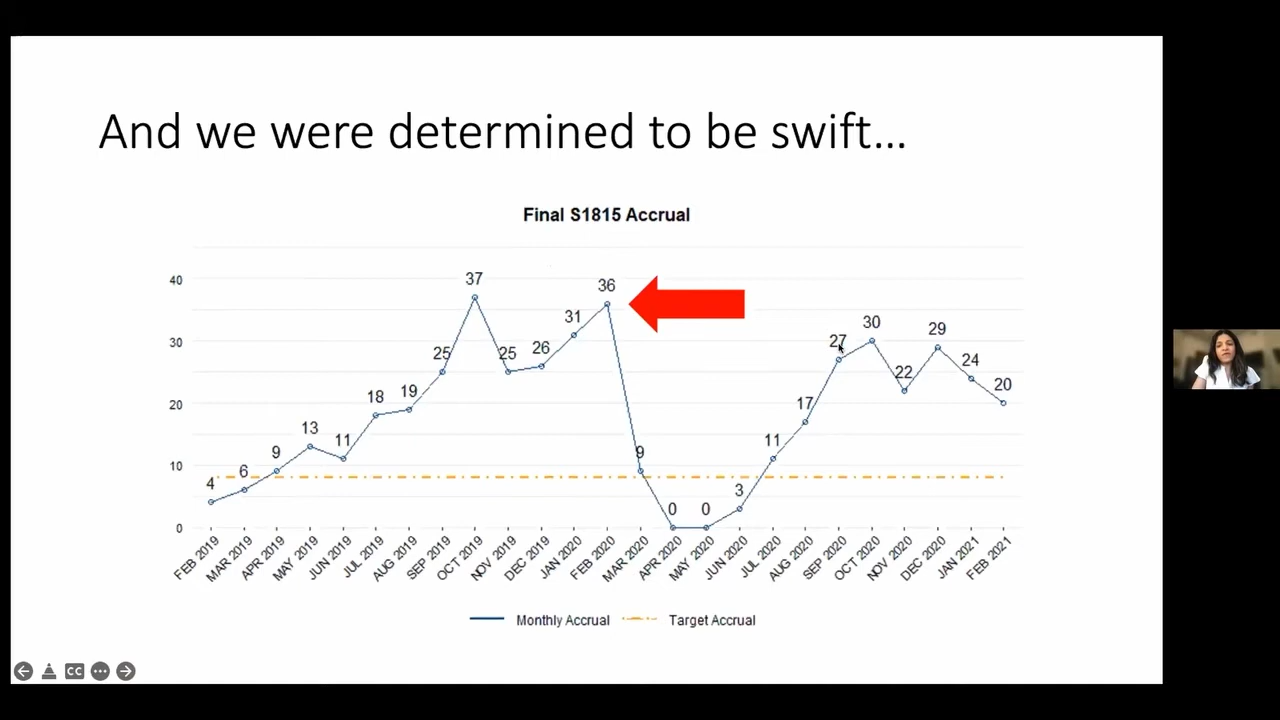 And we were determined to be swift...
Final S1815 Accrual
40
30
20
10
0
4
6
9
13
11
18
19
25
37
25
26
31
36
9
0
0
3
11
17
27
30
22
29
24
20
FEB 2019
MAR 2019
APR 2019
MAY 2019
JUN 2019
JUL 2019
AUG 2019
SEP 2019
OCT 2019
NOV 2019
DEC 2019
JAN 2020
FEB 2020
MAR 2020
APR 2020
MAY 2020
JUN 2020
JUL 2020
AUG 2020
SEP 2020
OCT 2020
NOV 2020
DEC 2020
JAN 2021
FEB 2021
Monthly Accrual
Target Accrual
CC